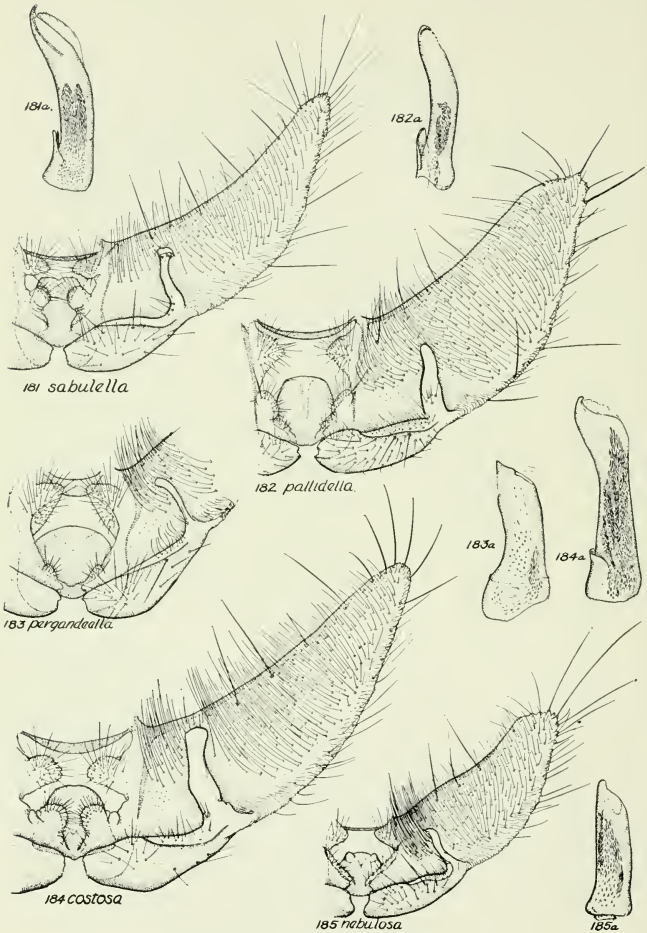 181a.
182a
181 sabulella
182 pallidella.
183a
184a
183 pergandeella
184 costosa
185 nebulosa
185a